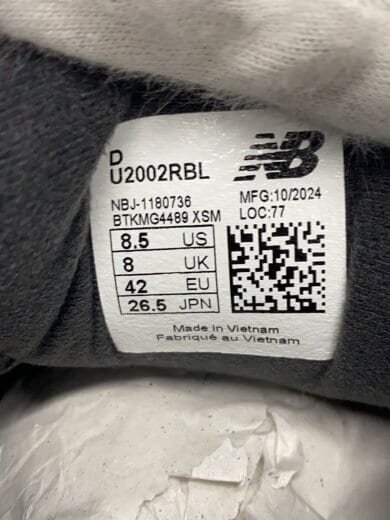 D
U2002RBL
NB
NBJ-1180736
MFG:10/2024
BTKMG4489 XSM
LOC:77
8.5 US
8 UK
42 EU
26.5 JPN
Made in Vietnam
Fabriqué au Vietnam